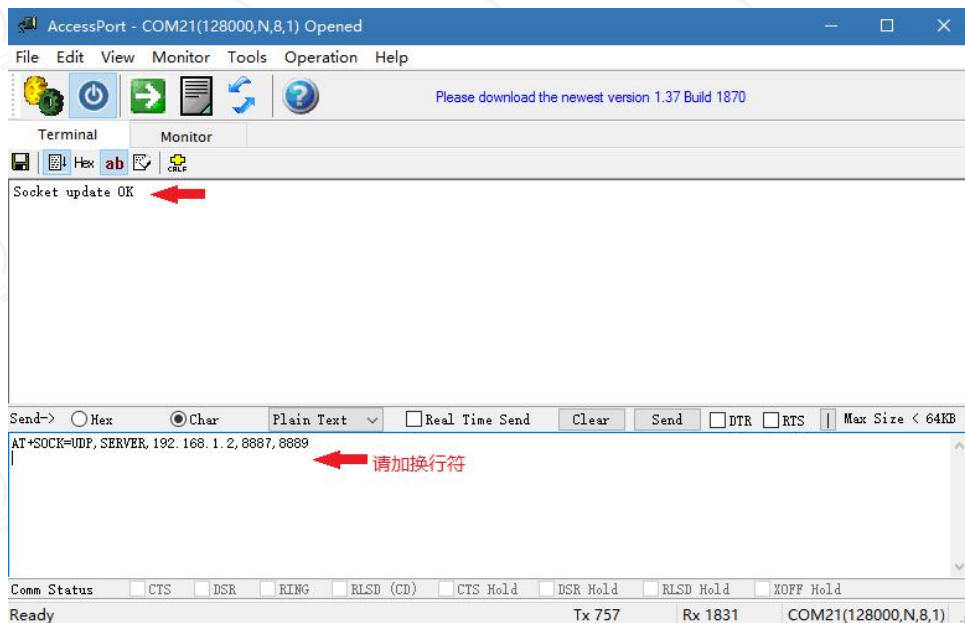 AccessPort - COM21(128000,N,8,1) Opened
File Edit View Monitor Tools Operation Help
Please download the newest version 1.37 Build 1870
Terminal Monitor
Hex ab CRLF
Socket update OK
Send-> Hex Char Plain Text Real Time Send Clear Send DTR RTS | Max Size < 64KB
AT+SOCK=UDP,SERVER,192.168.1.2,8887,8889
请加换行符
Comm Status CTS DSR RING RLSD (CD) CTS Hold DSR Hold RLSD Hold XOFF Hold
Ready Tx 757 Rx 1831 COM21(128000,N,8,1)